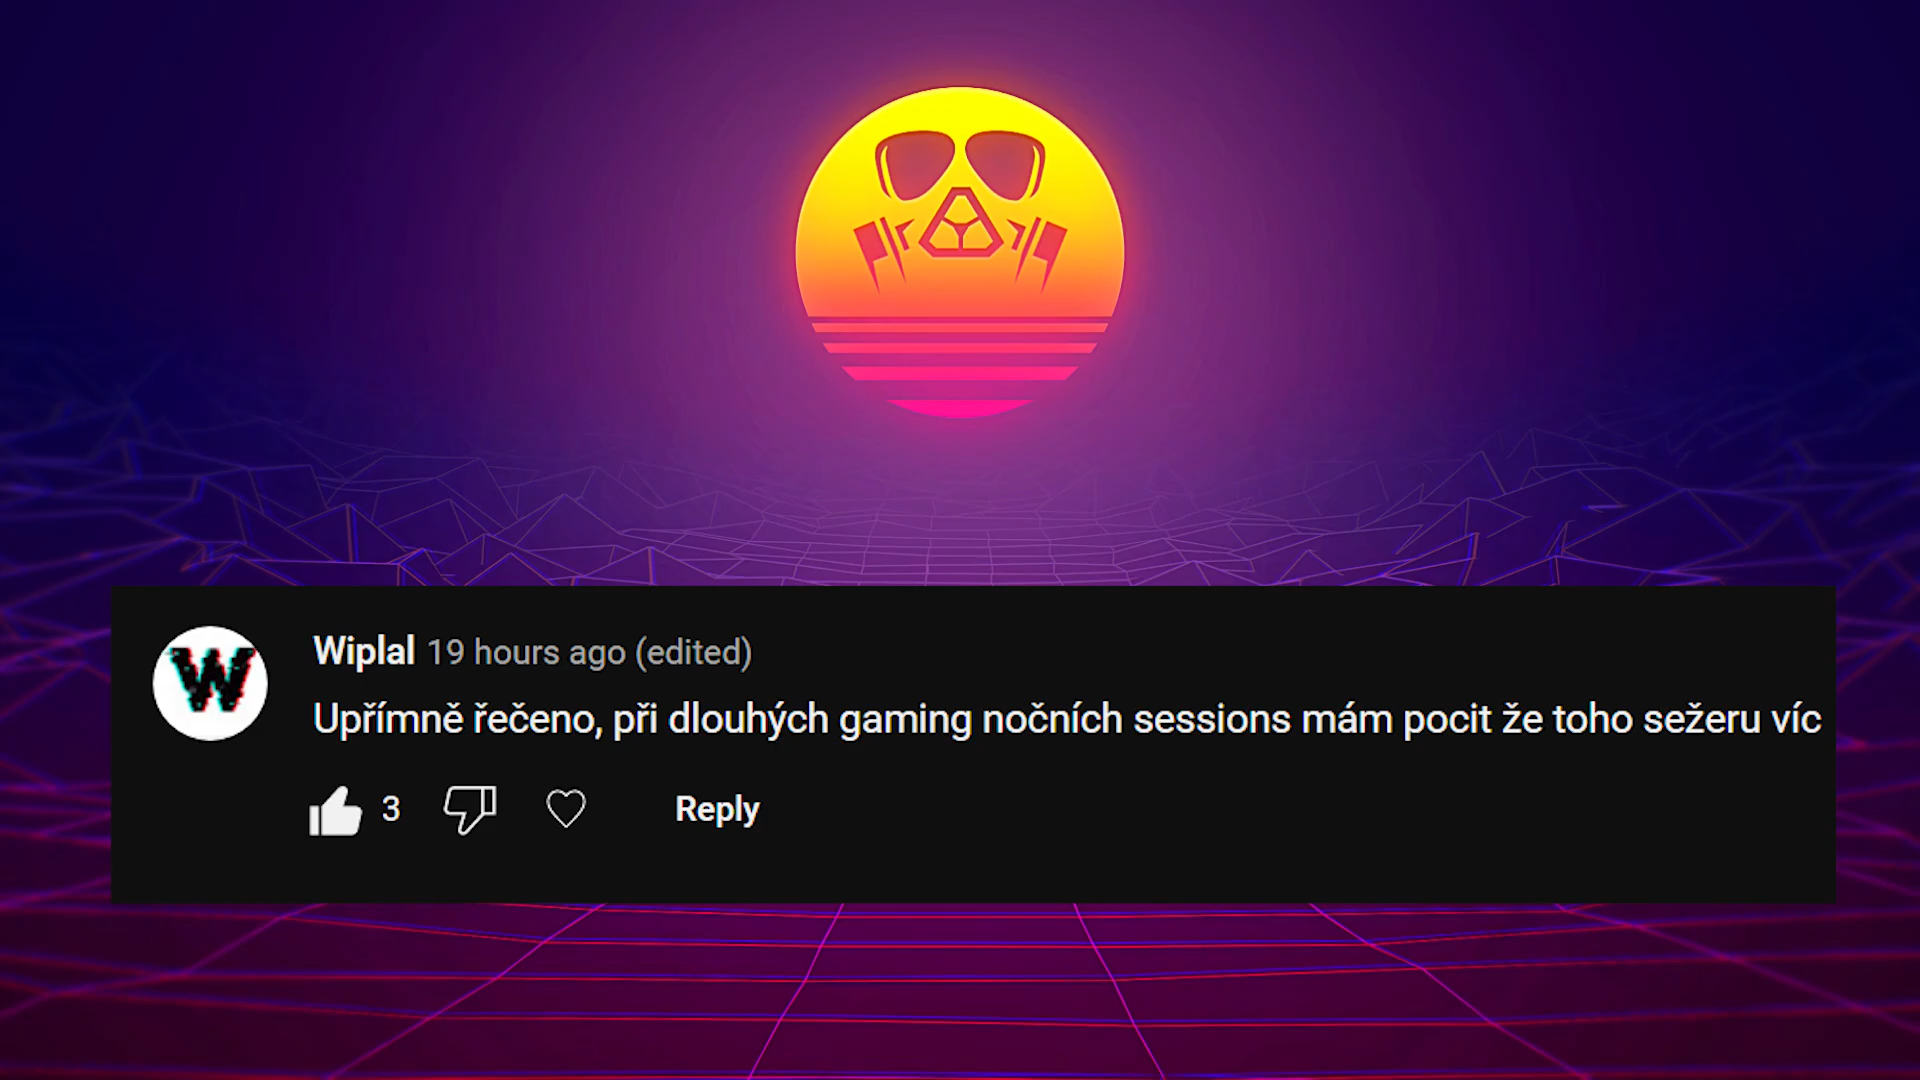 W
Wiplal 19 hours ago (edited)
Upřímně řečeno, při dlouhých gaming nočních sessions mám pocit že toho sežeru víc
3 Reply